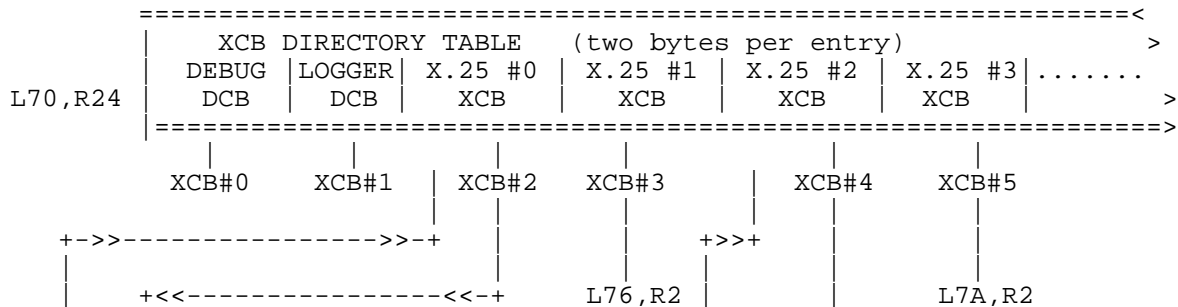 ===========================================================<
| XCB DIRECTORY TABLE (two bytes per entry) >
| DEBUG |LOGGER| X.25 #0 | X.25 #1 | X.25 #2 | X.25 #3|.......
L70,R24 | DCB | DCB | XCB | XCB | XCB | XCB | >
|==============================================================>
| | | | | |
XCB#0 XCB#1 | XCB#2 XCB#3 | XCB#4 XCB#5
| | | | | |
+->>---------------->>-+ | | +>>+ | |
| | | | | |
| +<<-----------------<<-+ L76,R2 | | L7A,R2